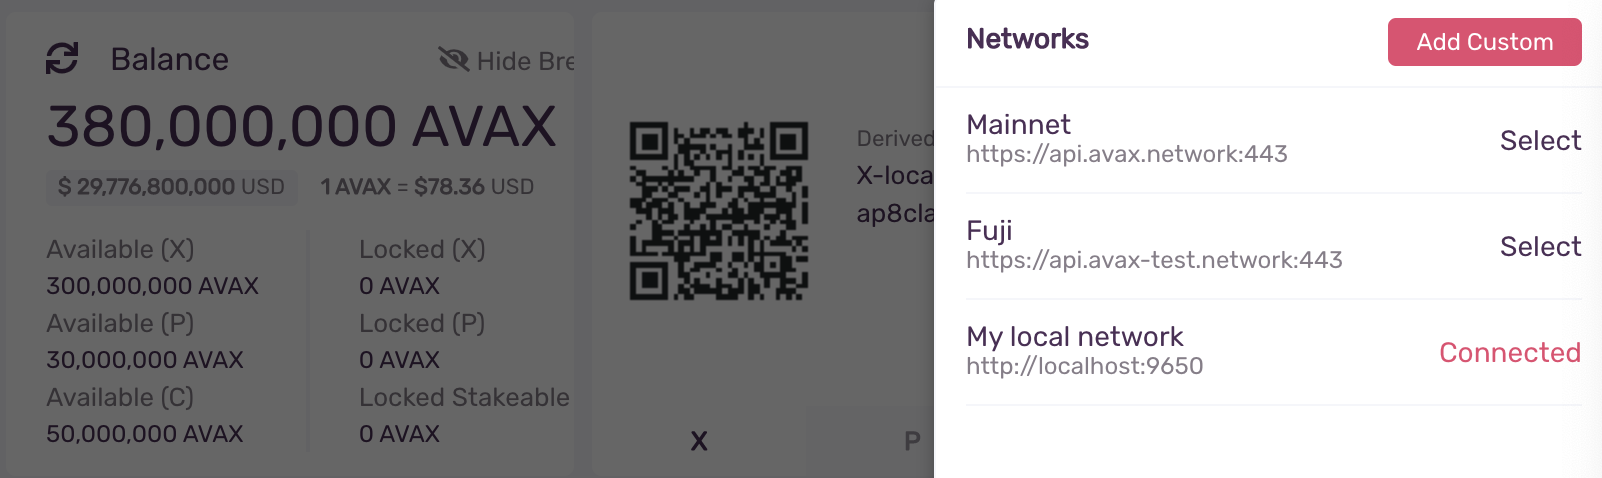 Balance
Hide Bre
380,000,000 AVAX
$ 29,776,800,000 USD
1 AVAX = $78.36 USD
Available (X)
300,000,000 AVAX
Available (P)
30,000,000 AVAX
Available (C)
50,000,000 AVAX
Locked (X)
0 AVAX
Locked (P)
0 AVAX
Locked Stakeable
0 AVAX
Derived
X-loca
ap8cla
X
P
Networks
Add Custom
Mainnet
https://api.avax.network:443
Select
Fuji
https://api.avax-test.network:443
Select
My local network
http://localhost:9650
Connected